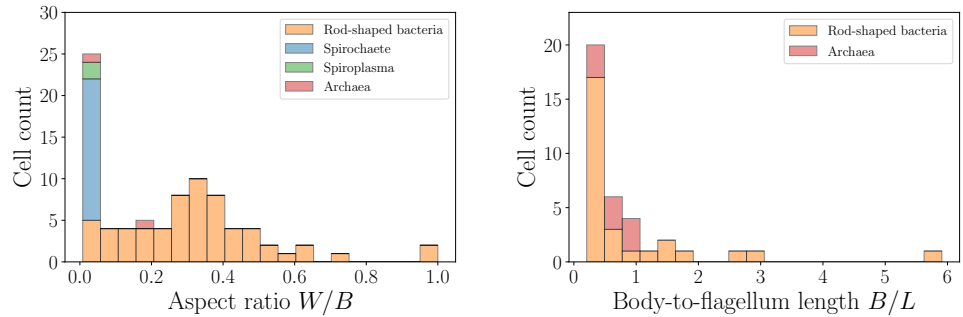 30
25
20
15
10
5
0
Cell count
0.0 0.2 0.4 0.6 0.8 1.0
Aspect ratio W/B
Rod-shaped bacteria
Spirochaete
Spiroplasma
Archaea
20
15
10
5
0
Cell count
0 1 2 3 4 5 6
Body-to-flagellum length B/L
Rod-shaped bacteria
Archaea